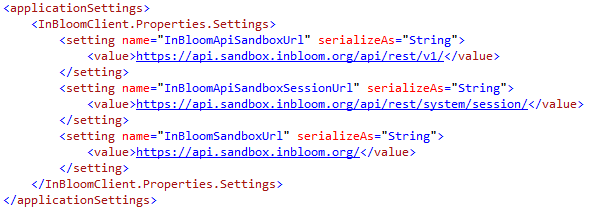 <applicationSettings>
    <InBloomClient.Properties.Settings>
        <setting name="InBloomApiSandboxUrl" serializeAs="String">
            <value>https://api.sandbox.inbloom.org/api/rest/v1/</value>
        </setting>
        <setting name="InBloomApiSandboxSessionUrl" serializeAs="String">
            <value>https://api.sandbox.inbloom.org/api/rest/system/session/</value>
        </setting>
        <setting name="InBloomSandboxUrl" serializeAs="String">
            <value>https://api.sandbox.inbloom.org/</value>
        </setting>
    </InBloomClient.Properties.Settings>
</applicationSettings>